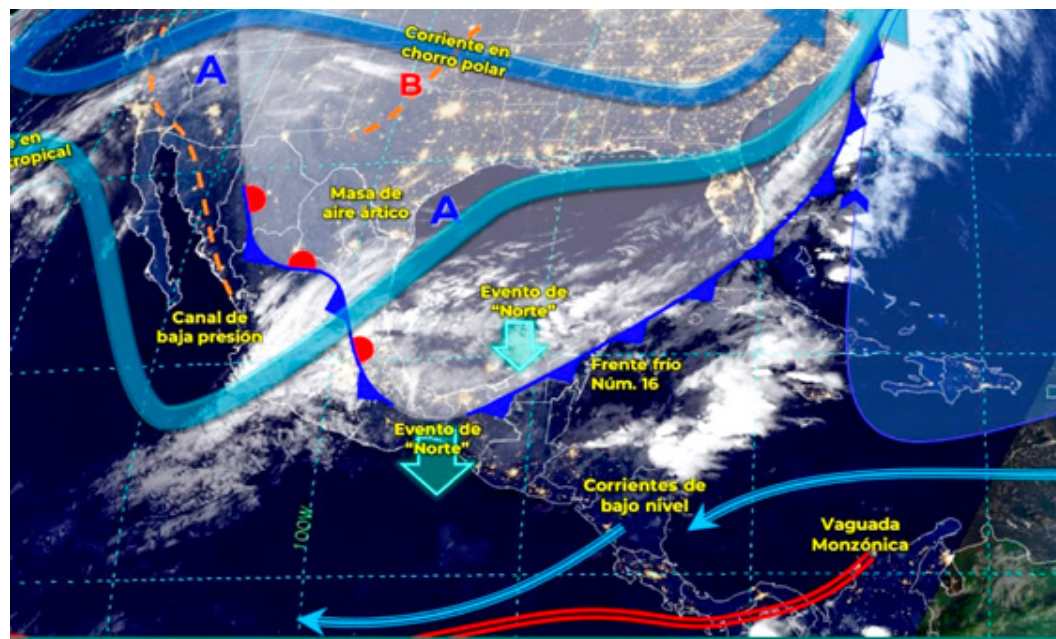 Corriente en
chorro polar
A
B
e en
tropical
Masa de
aire ártico
A
Evento de
“Norte”
Canal de
baja presión
Frente frío
Núm. 16
Evento de
“Norte”
Corrientes de
bajo nivel
Vaguada
Monzónica
100W